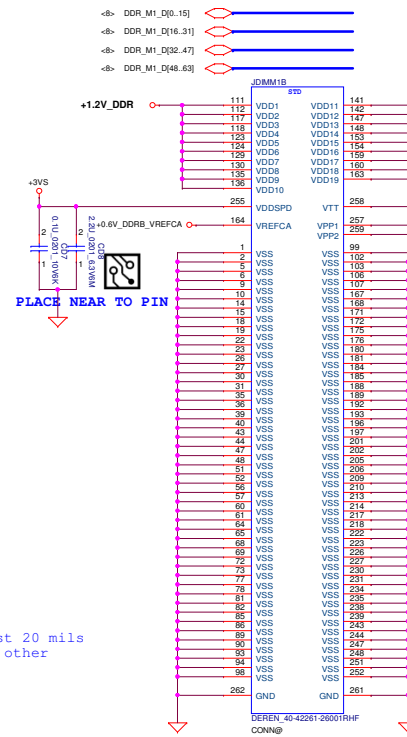 <8> DDR_M1_D[0..15]
<8> DDR_M1_D[16..31]
<8> DDR_M1_D[32..47]
<8> DDR_M1_D[48..63]
JDIMM1B
STD
+1.2V_DDR
111 VDD1 VDD11 141
112 VDD2 VDD12 142
117 VDD3 VDD13 147
118 VDD4 VDD14 148
123 VDD5 VDD15 153
124 VDD6 VDD16 154
129 VDD7 VDD17 159
130 VDD8 VDD18 160
135 VDD9 VDD19 163
136 VDD10
+3VS
255 VDDSPD VTT 258
+0.6V_DDRB_VREFCA 164 VREFCA VPP1 257
VPP2 259
2 2
0.1U_0201_10V6K
CD7
2.2U_0201_6.3V6M
CD8
1 1
PLACE NEAR TO PIN
1 VSS VSS 99
2 VSS VSS 102
5 VSS VSS 103
6 VSS VSS 106
9 VSS VSS 107
10 VSS VSS 167
14 VSS VSS 168
15 VSS VSS 171
18 VSS VSS 172
19 VSS VSS 175
22 VSS VSS 176
23 VSS VSS 180
26 VSS VSS 181
27 VSS VSS 184
30 VSS VSS 185
31 VSS VSS 188
35 VSS VSS 189
36 VSS VSS 192
39 VSS VSS 193
40 VSS VSS 196
43 VSS VSS 197
44 VSS VSS 201
47 VSS VSS 202
48 VSS VSS 205
51 VSS VSS 206
52 VSS VSS 209
56 VSS VSS 210
57 VSS VSS 213
60 VSS VSS 214
61 VSS VSS 217
64 VSS VSS 218
65 VSS VSS 222
68 VSS VSS 223
69 VSS VSS 226
72 VSS VSS 227
73 VSS VSS 230
77 VSS VSS 231
78 VSS VSS 234
81 VSS VSS 235
82 VSS VSS 238
85 VSS VSS 239
86 VSS VSS 243
89 VSS VSS 244
90 VSS VSS 247
93 VSS VSS 248
94 VSS VSS 251
98 VSS VSS 252
st 20 mils
other
262 GND GND 261
DEREN_40-42261-26001RHF
CONN@